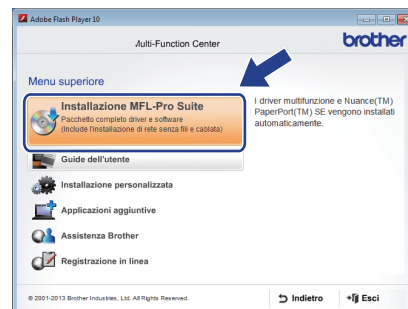 Adobe Flash Player 10
Multi-Function Center
brother
Menu superiore
Installazione MFL-Pro Suite
Pacchetto completo driver e software
(Include l'installazione di rete senza fili e cablata)
I driver multifunzione e Nuance(TM)
PaperPort(TM) SE vengono installati
automaticamente.
Guide dell'utente
Installazione personalizzata
Applicazioni aggiuntive
Assistenza Brother
Registrazione in linea
© 2001-2013 Brother Industries, Ltd. All Rights Reserved.
Indietro
Esci